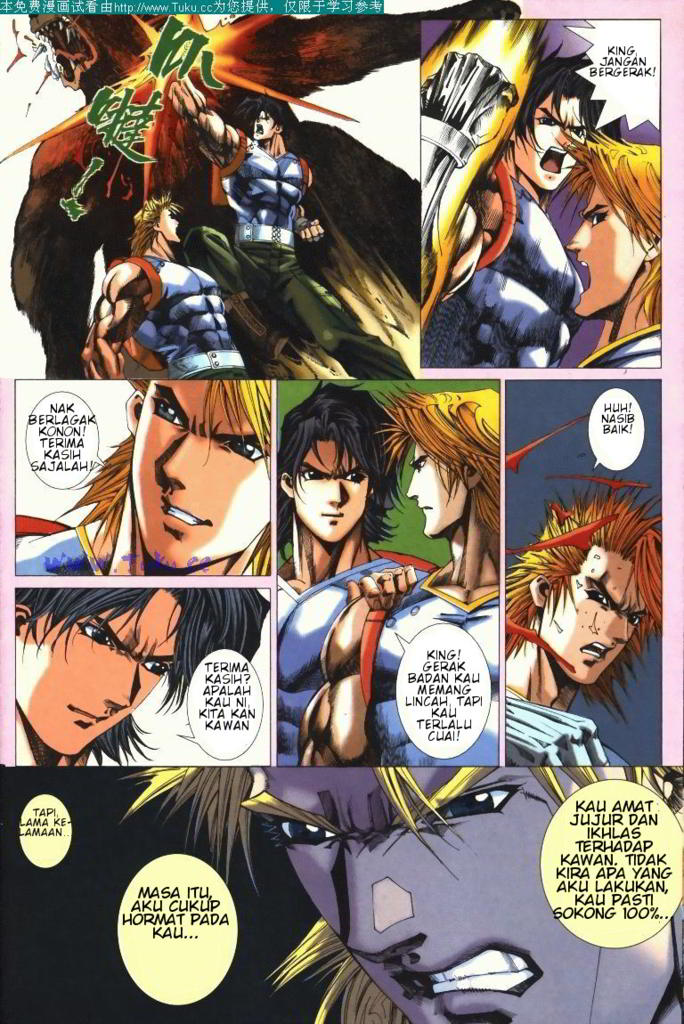 本免费漫画试看由http://www.Tuku.cc为您提供，仅限于学习参考
KING,
JANGAN
BERGERAK!
NAK
BERLAGAK
KONON!
TERIMA
KASIH
SAJALAH!
www.Tuku.cc
HUH!
NASIB
BAIK!
TERIMA
KASIH?
APALAH
KAU NI,
KITA KAN
KAWAN
KING!
GERAK
BADAN KAU
MEMANG
LINCAH, TAPI
KAU
TERLALU
CUAI!
TAPI,
LAMA KE-
LAMAAN..
MASA ITU,
AKU CUKUP
HORMAT PADA
KAU...
KAU AMAT
JUJUR DAN
IKHLAS
TERHADAP
KAWAN. TIDAK
KIRA APA YANG
AKU LAKUKAN,
KAU PASTI
SOKONG 100%..